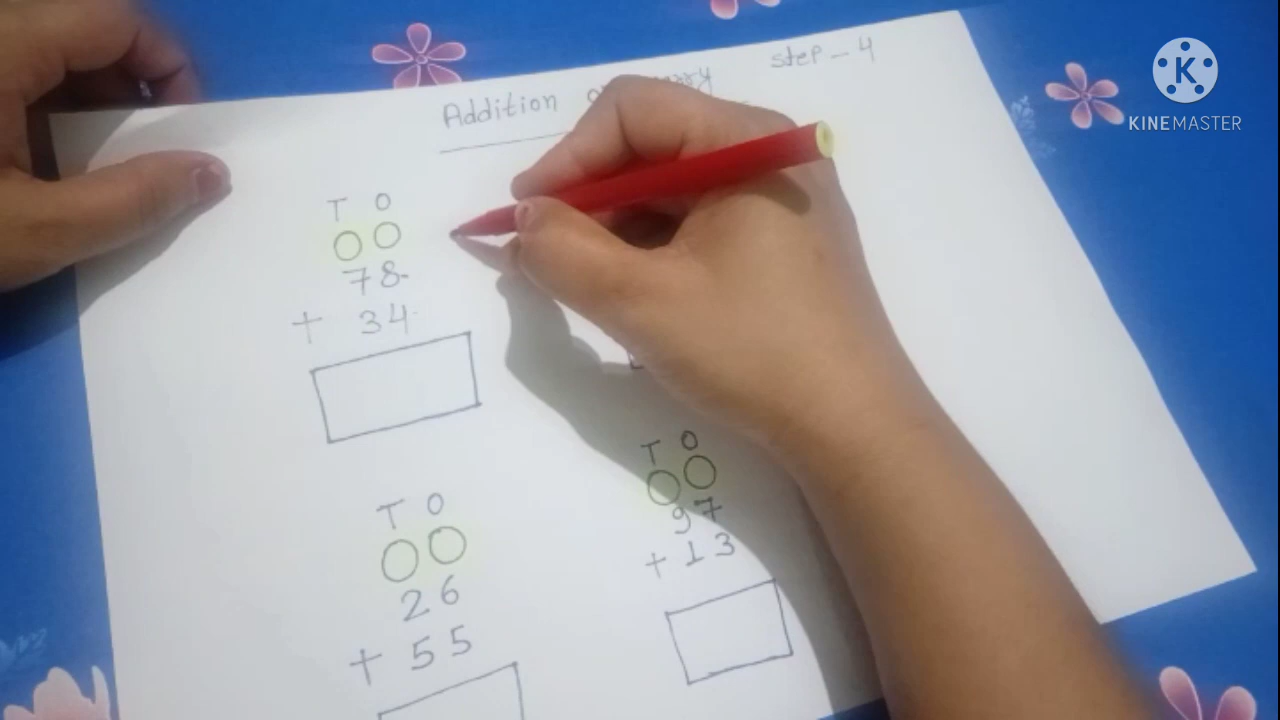 step - 4
Addition
T O
78
+ 34
T O
97
+ 13
T O
26
+ 55
K
KINEMASTER